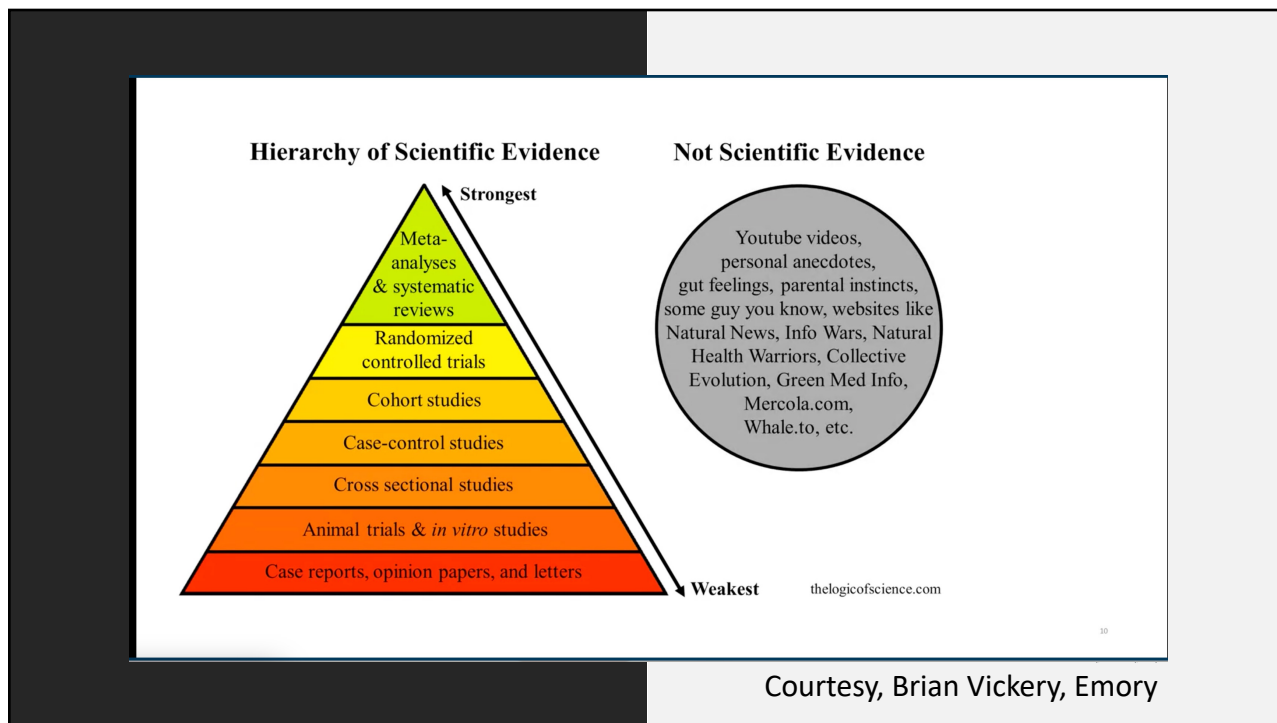 Hierarchy of Scientific Evidence
Strongest
Meta-
analyses
& systematic
reviews
Randomized
controlled trials
Cohort studies
Case-control studies
Cross sectional studies
Animal trials & in vitro studies
Case reports, opinion papers, and letters
Weakest
Not Scientific Evidence
Youtube videos,
personal anecdotes,
gut feelings, parental instincts,
some guy you know, websites like
Natural News, Info Wars, Natural
Health Warriors, Collective
Evolution, Green Med Info,
Mercola.com,
Whale.to, etc.
thelogicofscience.com
10
Courtesy, Brian Vickery, Emory